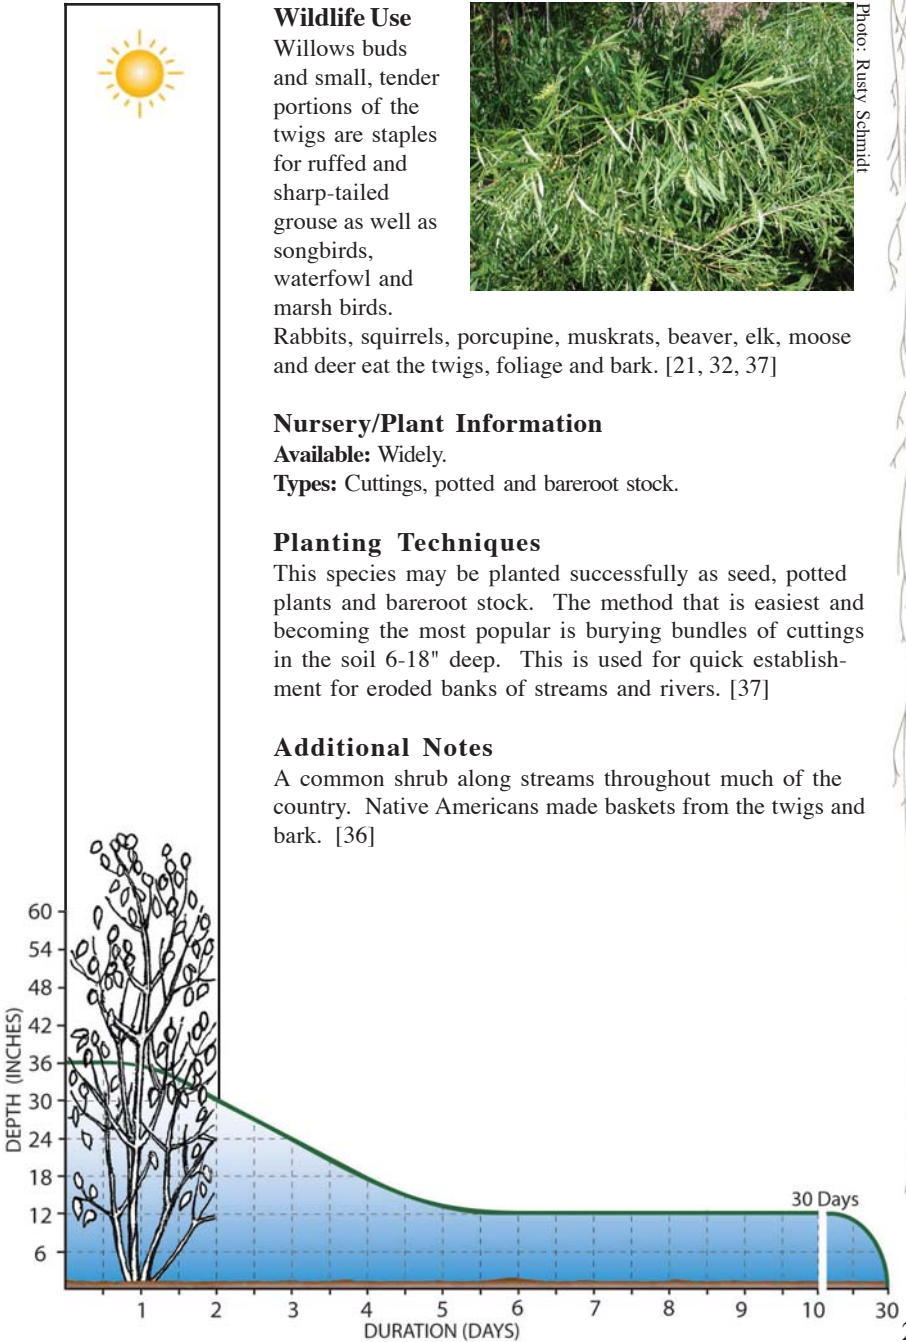 Wildlife Use
Willows buds
and small, tender
portions of the
twigs are staples
for ruffed and
sharp-tailed
grouse as well as
songbirds,
waterfowl and
marsh birds.
Rabbits, squirrels, porcupine, muskrats, beaver, elk, moose
and deer eat the twigs, foliage and bark. [21, 32, 37]
Photo: Rusty Schmidt
Nursery/Plant Information
Available: Widely.
Types: Cuttings, potted and bareroot stock.
Planting Techniques
This species may be planted successfully as seed, potted
plants and bareroot stock. The method that is easiest and
becoming the most popular is burying bundles of cuttings
in the soil 6-18" deep. This is used for quick establish-
ment for eroded banks of streams and rivers. [37]
Additional Notes
A common shrub along streams throughout much of the
country. Native Americans made baskets from the twigs and
bark. [36]
60
54
48
42
36
30
24
18
12
6
DEPTH (INCHES)
30 Days
1 2 3 4 5 6 7 8 9 10 30
DURATION (DAYS)